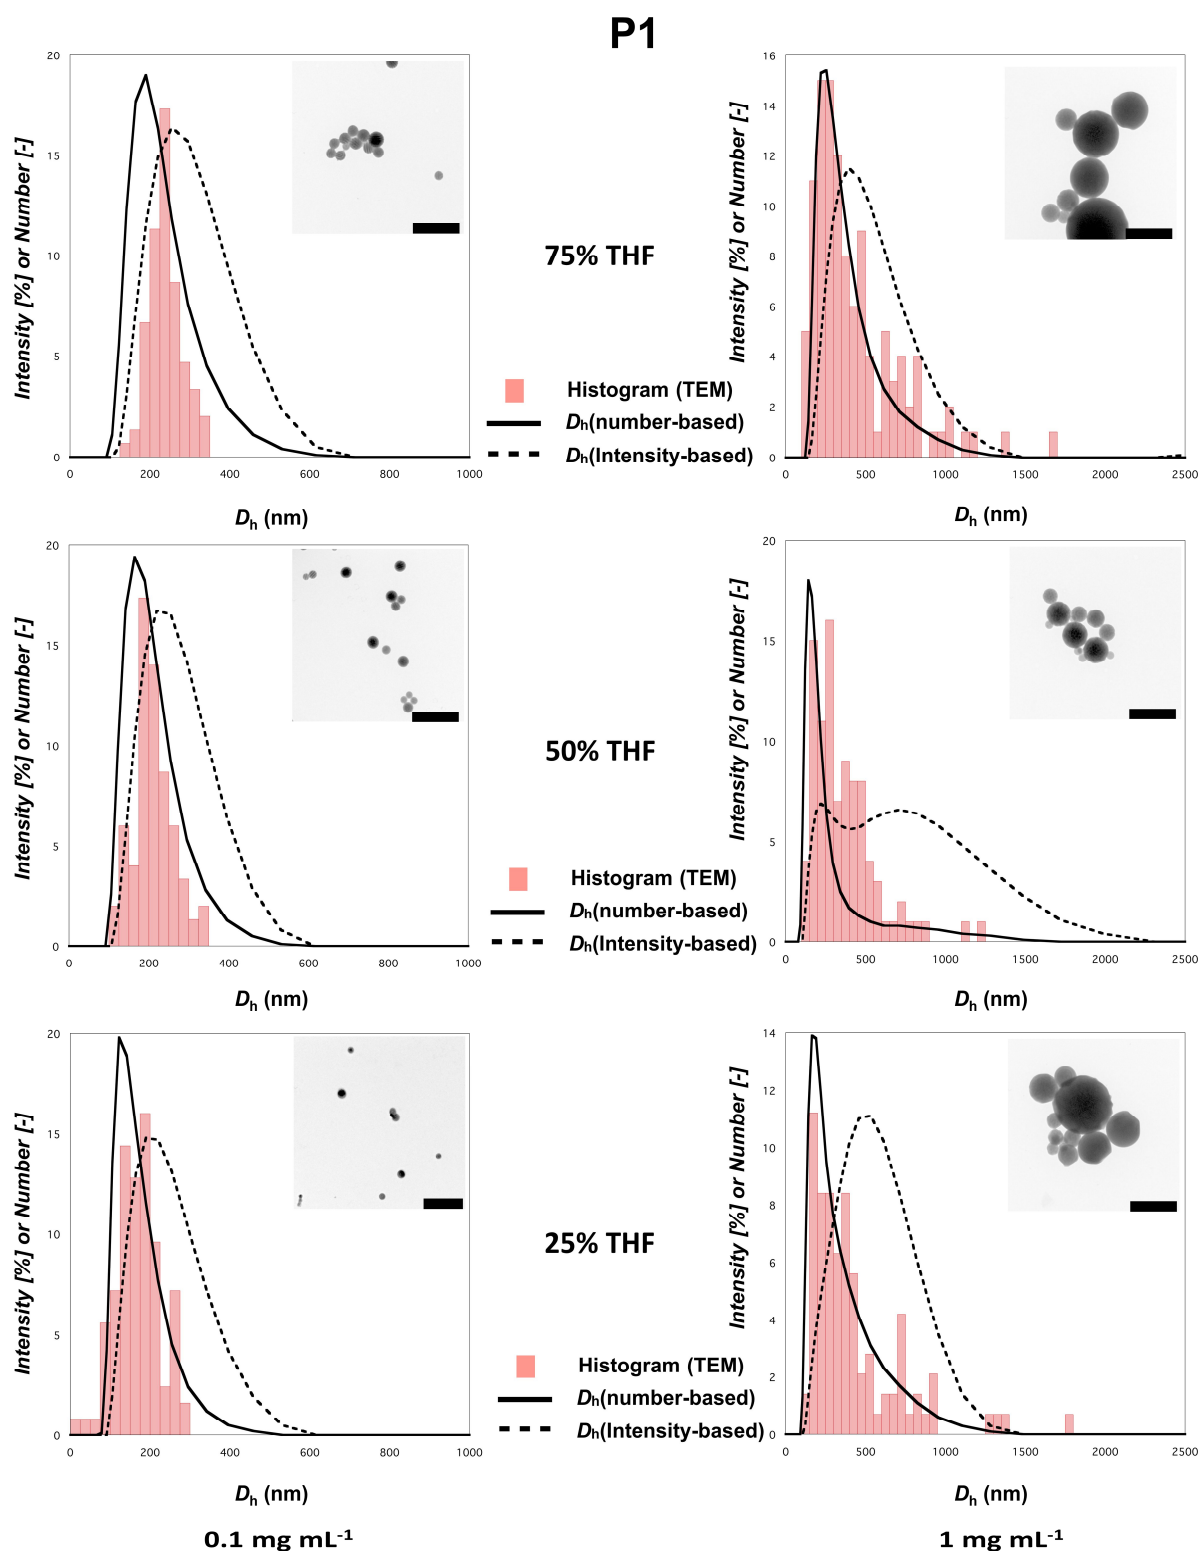 P1
Intensity [%] or Number [-]
20
15
10
5
0
0 200 400 600 800 1000
Dh (nm)
75% THF
Histogram (TEM)
Dh(number-based)
Dh(Intensity-based)
Intensity [%] or Number [-]
16
14
12
10
8
6
4
2
0
0 500 1000 1500 2000 2500
Dh (nm)
Intensity [%] or Number [-]
20
15
10
5
0
0 200 400 600 800 1000
Dh (nm)
50% THF
Histogram (TEM)
Dh(number-based)
Dh(Intensity-based)
Intensity [%] or Number [-]
20
15
10
5
0
0 500 1000 1500 2000 2500
Dh (nm)
Intensity [%] or Number [-]
20
15
10
5
0
0 200 400 600 800 1000
Dh (nm)
25% THF
Histogram (TEM)
Dh(number-based)
Dh(Intensity-based)
Intensity [%] or Number [-]
14
12
10
8
6
4
2
0
0 500 1000 1500 2000 2500
Dh (nm)
0.1 mg mL⁻¹
1 mg mL⁻¹